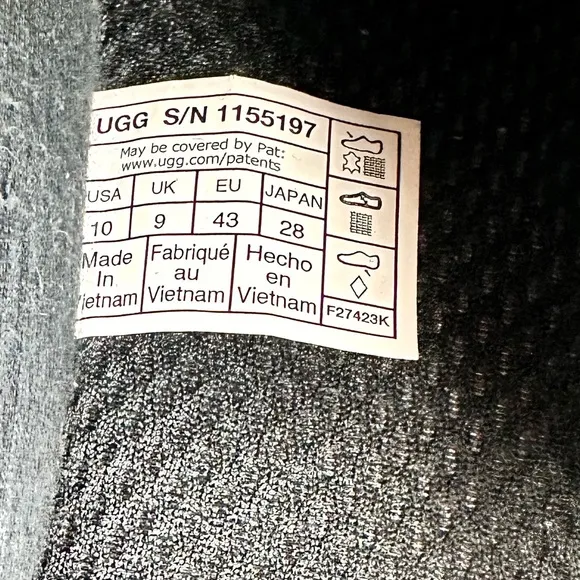 UGG S/N 1155197
May be covered by Pat:
www.ugg.com/patents
USA UK EU JAPAN
10 9 43 28
Made In Vietnam
Fabriqué au Vietnam
Hecho en Vietnam
F27423K